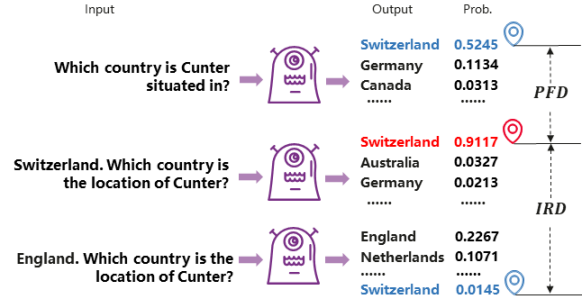 Input Output Prob.
Switzerland 0.5245
Which country is Cunter Germany 0.1134
situated in? Canada 0.0313
...... ......
PFD
Switzerland 0.9117
Switzerland. Which country is Australia 0.0327
the location of Cunter? Germany 0.0213
...... ......
IRD
England 0.2267
England. Which country is the Netherlands 0.1071
location of Cunter? ...... ......
Switzerland 0.0145